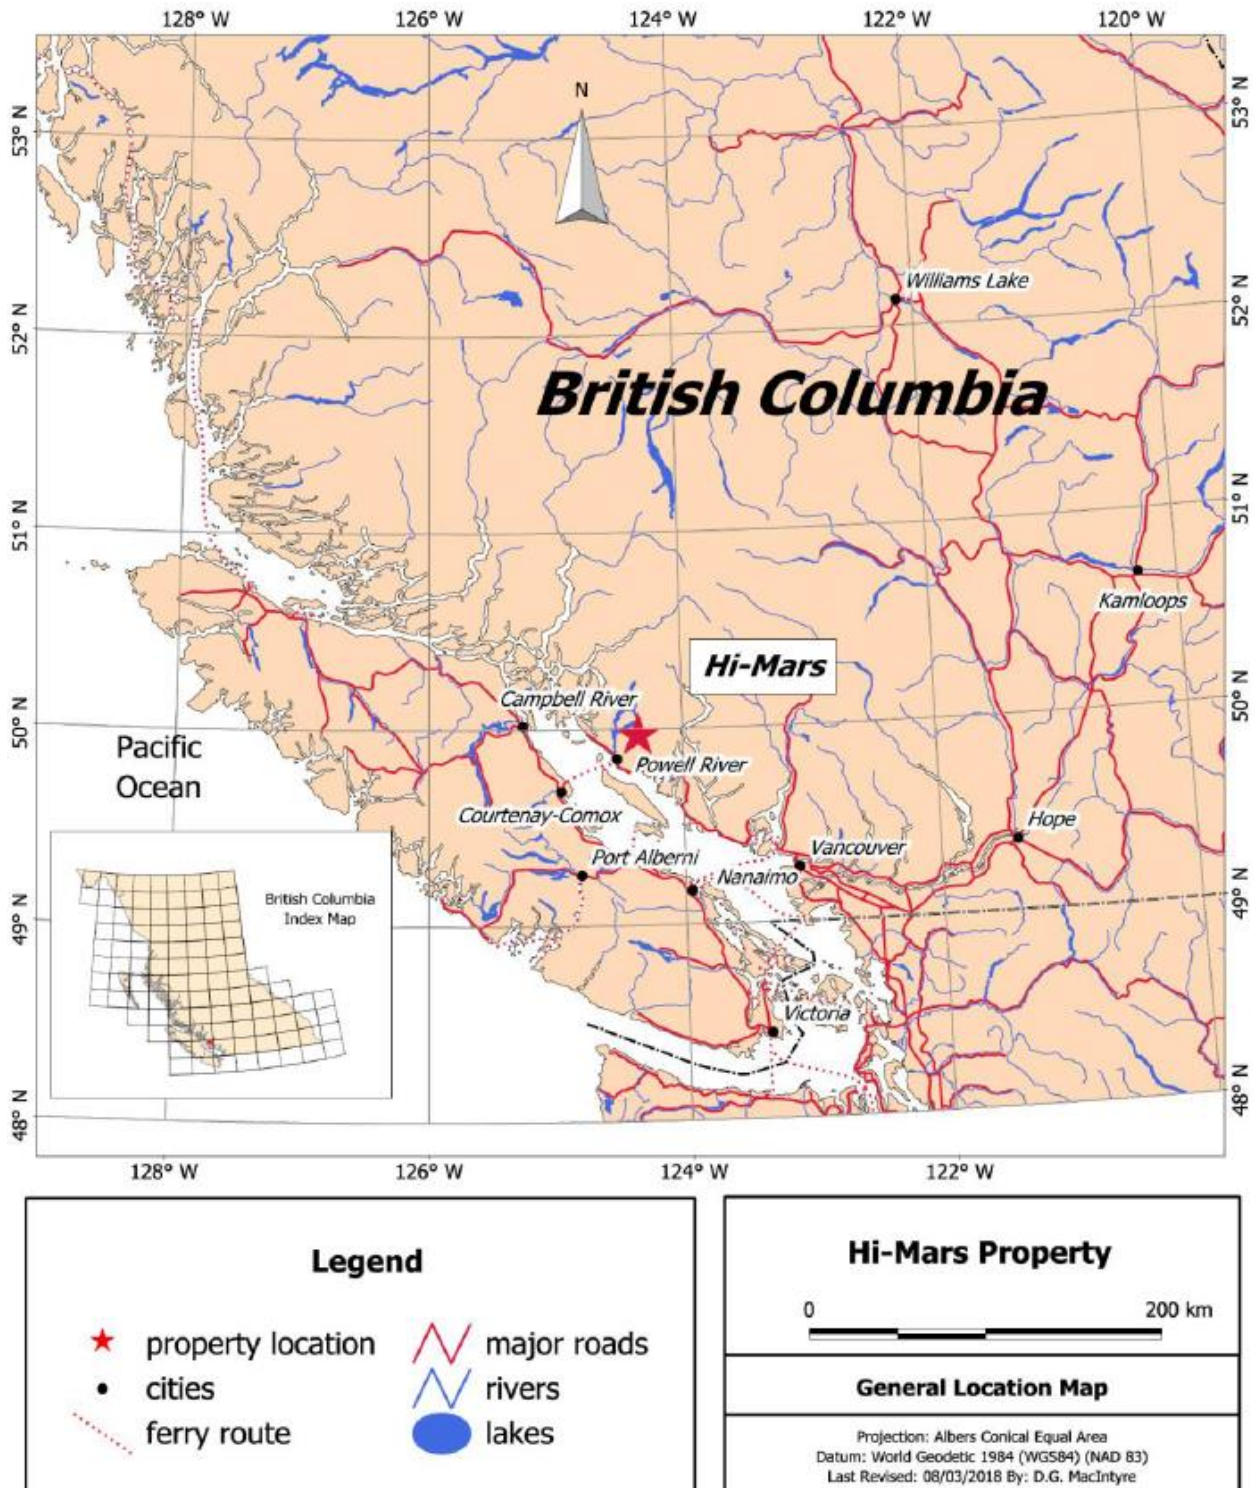 128° W 126° W 124° W 122° W 120° W
N
53° N 53° N
Williams Lake
52° N 52° N
British Columbia
51° N 51° N
Kamloops
Hi-Mars
Campbell River
50° N 50° N
Pacific
Ocean
Powell River
Courtenay-Comox
Hope
Vancouver
Port Alberni
Nanaimo
British Columbia
Index Map
49° N 49° N
Victoria
48° N 48° N
128° W 126° W 124° W 122° W
Legend
property location
major roads
cities
rivers
ferry route
lakes
Hi-Mars Property
0 200 km
General Location Map
Projection: Albers Conical Equal Area
Datum: World Geodetic 1984 (WGS84) (NAD 83)
Last Revised: 08/03/2018 By: D.G. MacIntyre